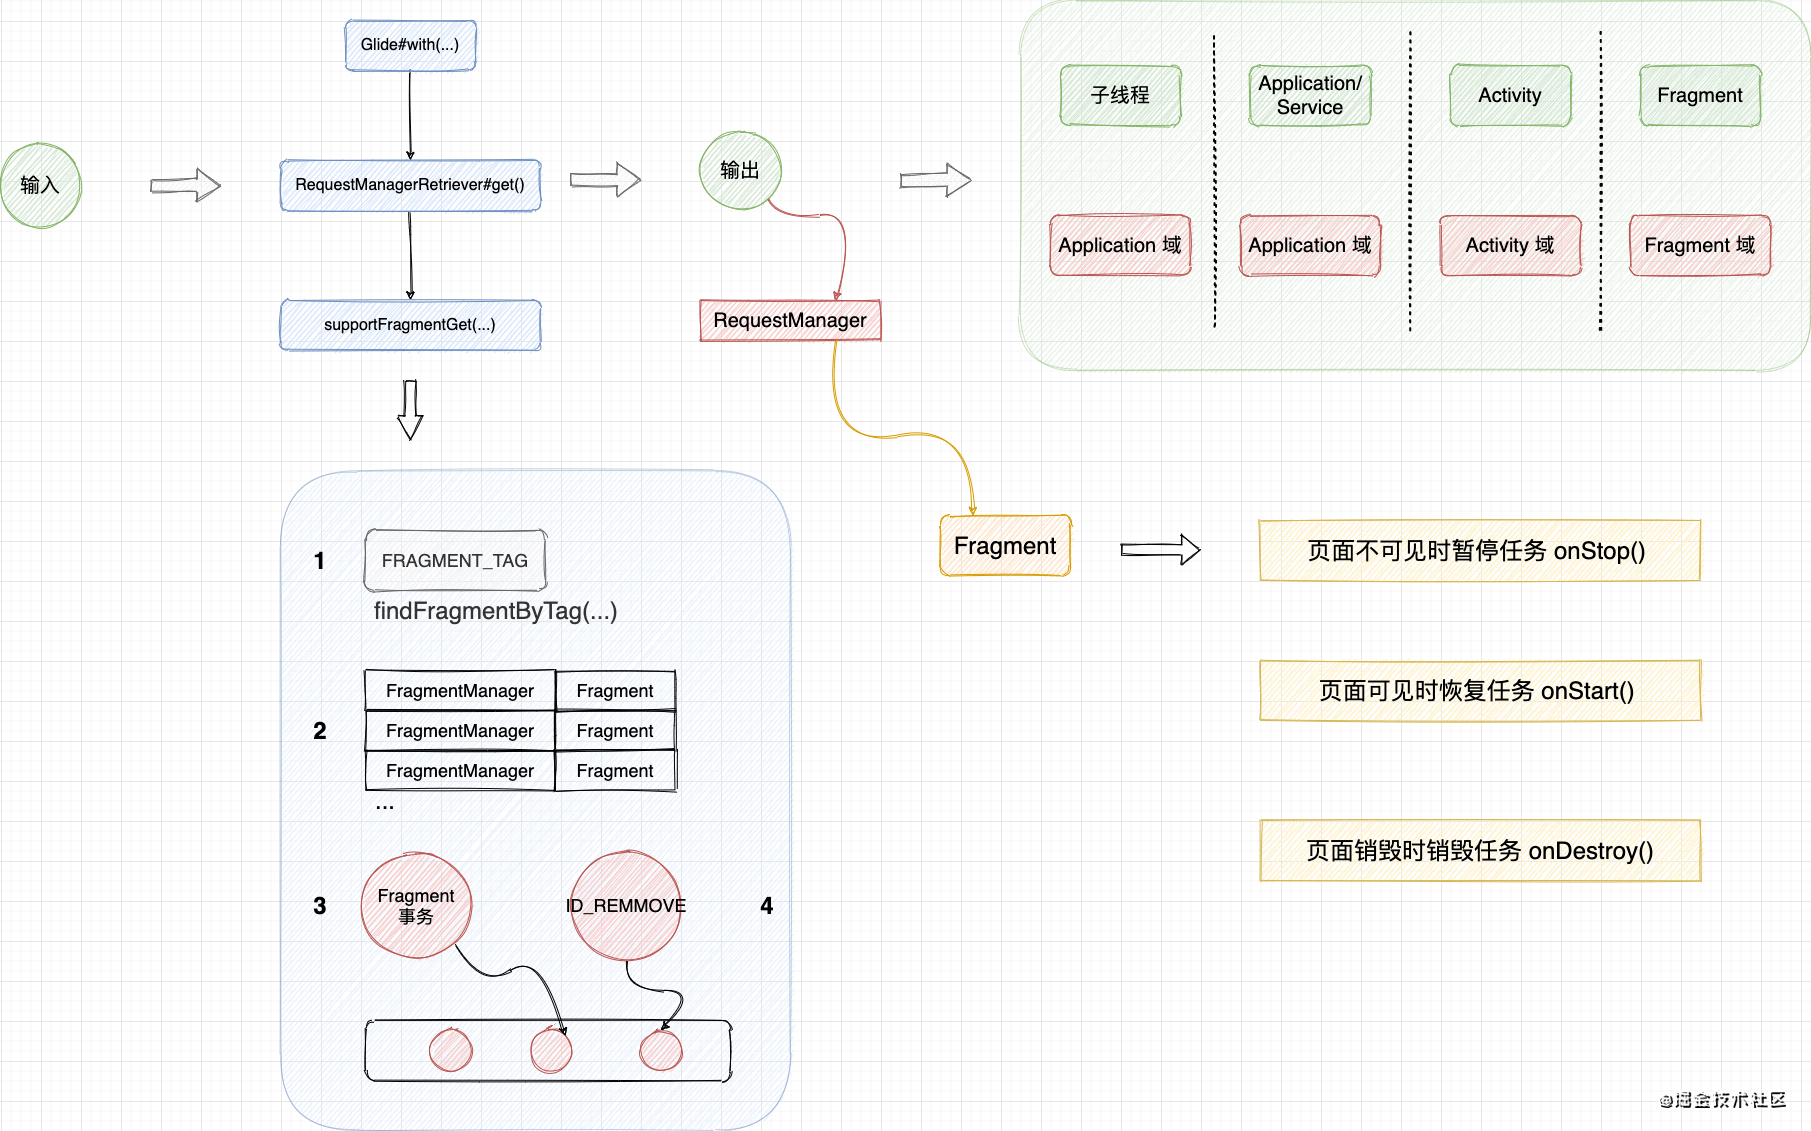 Glide#with(...)
输入
RequestManagerRetriever#get()
supportFragmentGet(...)
输出
RequestManager
子线程
Application/
Service
Activity
Fragment
Application 域
Application 域
Activity 域
Fragment 域
Fragment
页面不可见时暂停任务 onStop()
页面可见时恢复任务 onStart()
页面销毁时销毁任务 onDestroy()
1
FRAGMENT_TAG
findFragmentByTag(...)
2
FragmentManager Fragment
FragmentManager Fragment
FragmentManager Fragment
...
3
Fragment
事务
ID_REMMOVE
4
@掘金技术社区